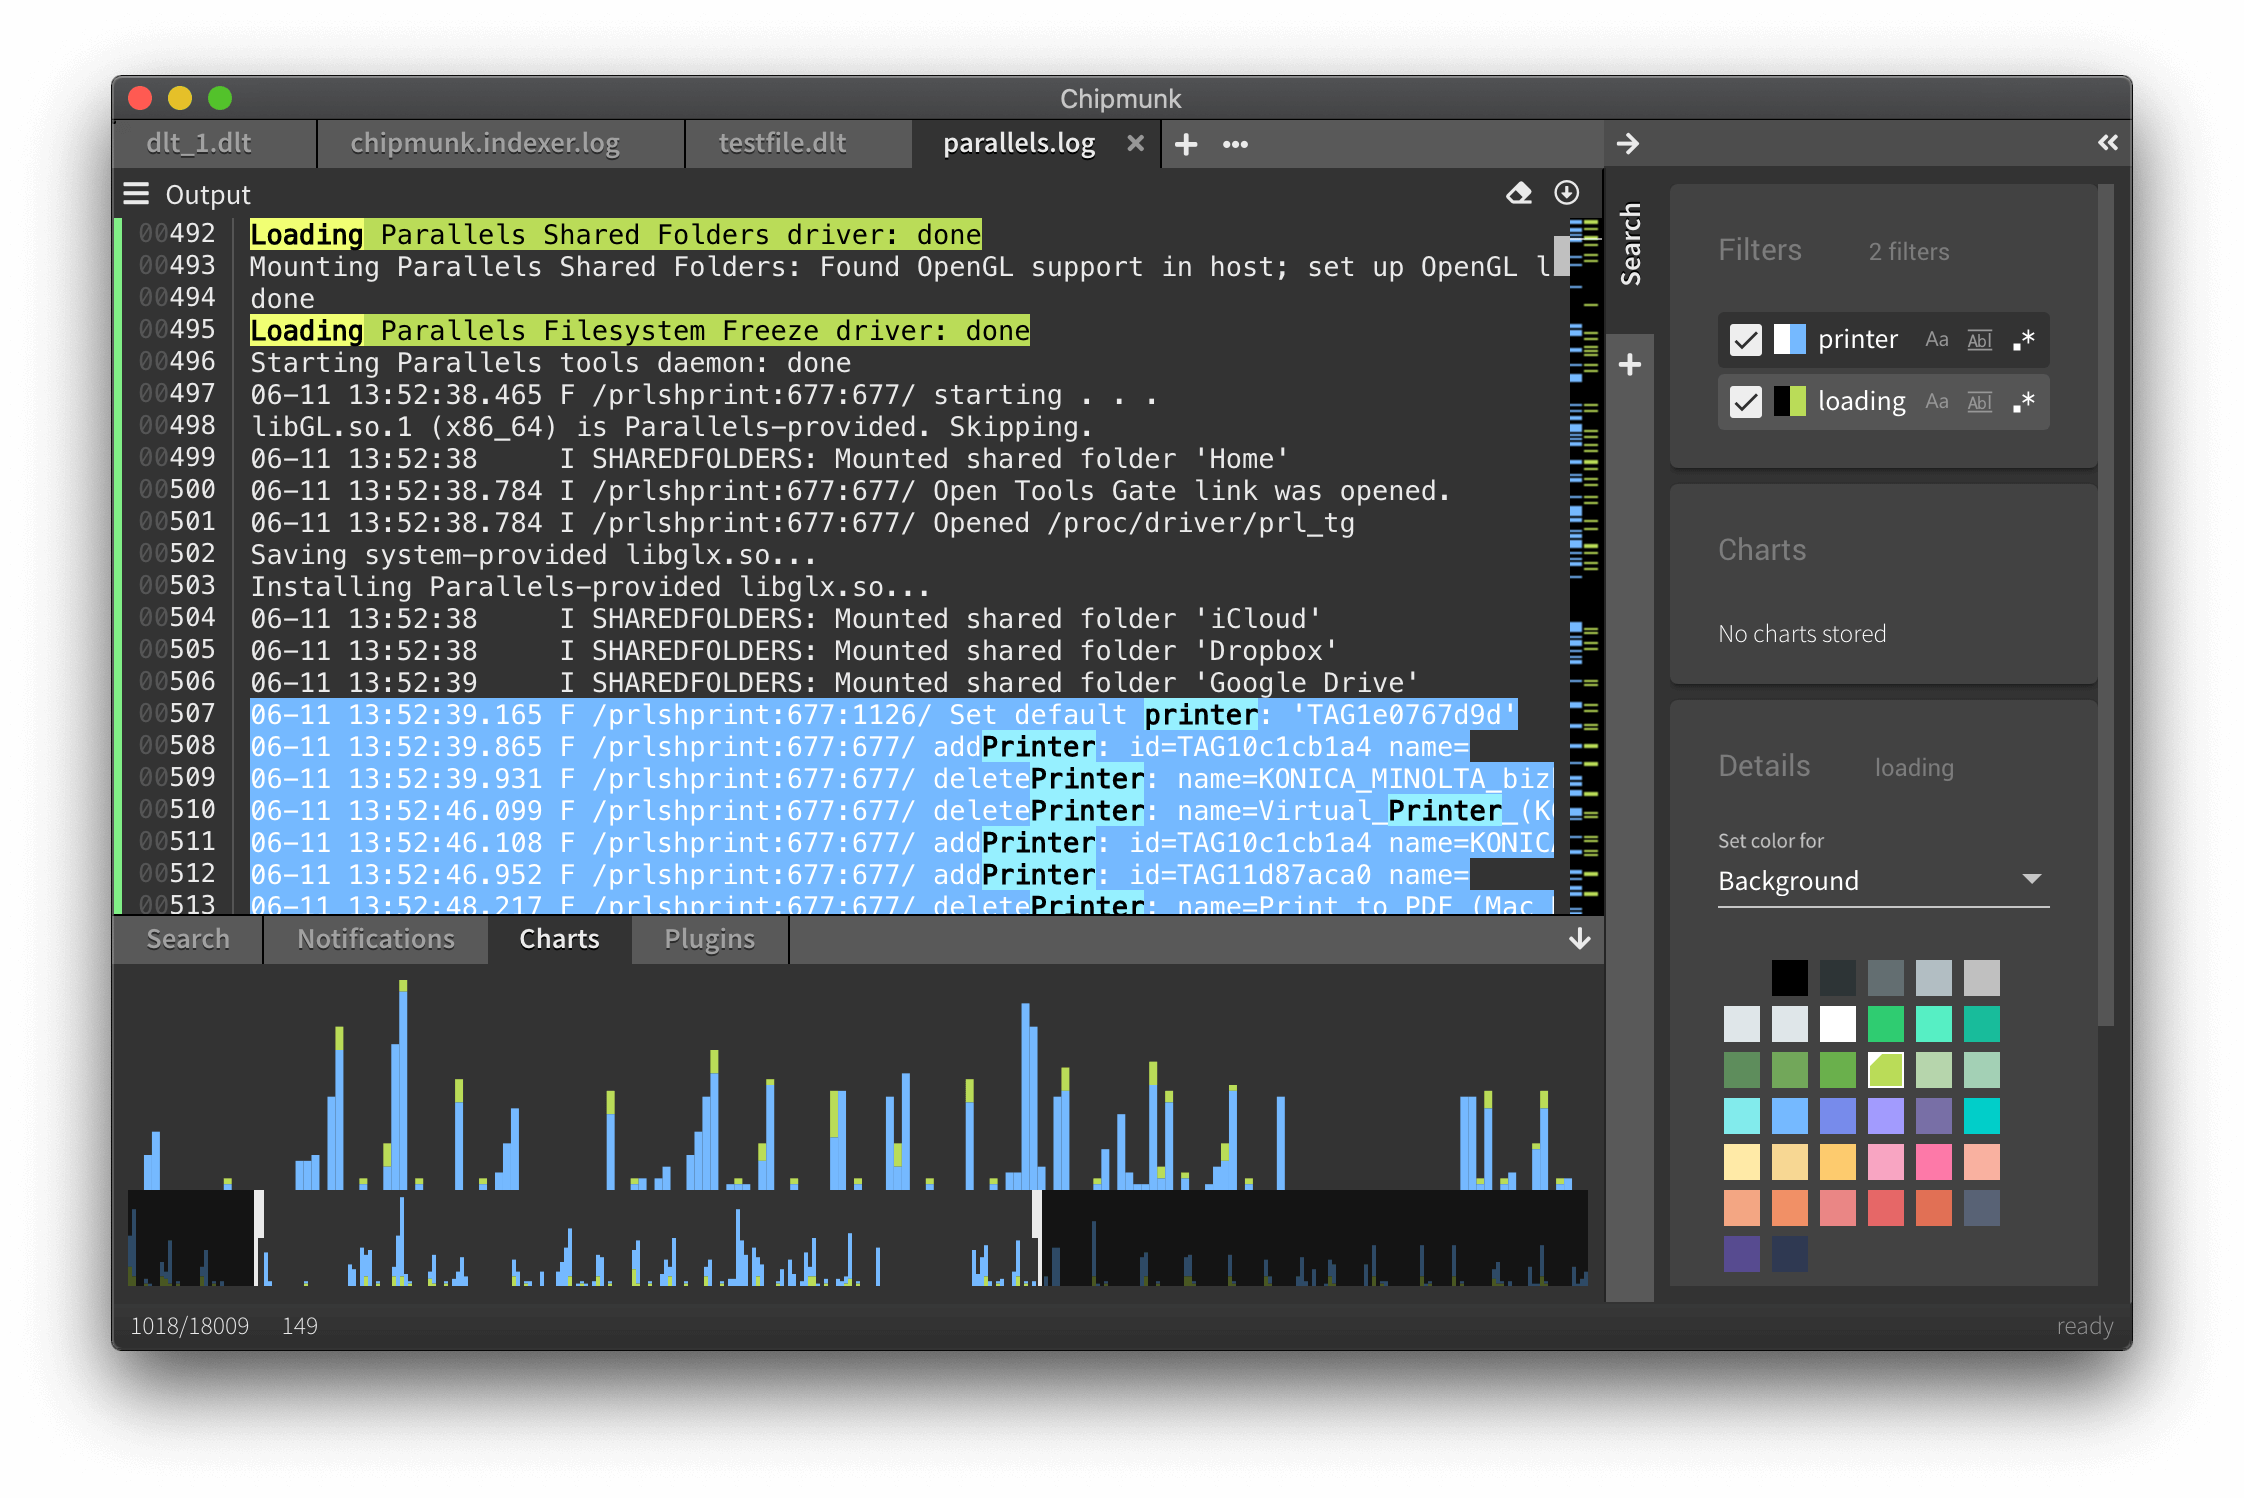 Chipmunk
dlt_1.dlt chipmunk.indexer.log testfile.dlt parallels.log
Output
00492 Loading Parallels Shared Folders driver: done
00493 Mounting Parallels Shared Folders: Found OpenGL support in host; set up OpenGL l
00494 done
00495 Loading Parallels Filesystem Freeze driver: done
00496 Starting Parallels tools daemon: done
00497 06-11 13:52:38.465 F /prlshprint:677:677/ starting . . .
00498 libGL.so.1 (x86_64) is Parallels-provided. Skipping.
00499 06-11 13:52:38     I SHAREDFOLDERS: Mounted shared folder 'Home'
00500 06-11 13:52:38.784 I /prlshprint:677:677/ Open Tools Gate link was opened.
00501 06-11 13:52:38.784 I /prlshprint:677:677/ Opened /proc/driver/prl_tg
00502 Saving system-provided libglx.so...
00503 Installing Parallels-provided libglx.so...
00504 06-11 13:52:38     I SHAREDFOLDERS: Mounted shared folder 'iCloud'
00505 06-11 13:52:38     I SHAREDFOLDERS: Mounted shared folder 'Dropbox'
00506 06-11 13:52:39     I SHAREDFOLDERS: Mounted shared folder 'Google Drive'
00507 06-11 13:52:39.165 F /prlshprint:677:1126/ Set default printer: 'TAG1e0767d9d'
00508 06-11 13:52:39.865 F /prlshprint:677:677/ addPrinter: id=TAG10c1cb1a4 name=
00509 06-11 13:52:39.931 F /prlshprint:677:677/ deletePrinter: name=KONICA_MINOLTA_biz
00510 06-11 13:52:46.099 F /prlshprint:677:677/ deletePrinter: name=Virtual_Printer_(K
00511 06-11 13:52:46.108 F /prlshprint:677:677/ addPrinter: id=TAG10c1cb1a4 name=KONIC
00512 06-11 13:52:46.952 F /prlshprint:677:677/ addPrinter: id=TAG11d87aca0 name=
00513 06-11 13:52:48.217 F /prlshprint:677:677/ deletePrinter: name=Print to PDF (Mac
Search Notifications Charts Plugins
1018/18009 149
Search
Filters 2 filters
printer Aa Abl .*
loading Aa Abl .*
Charts
No charts stored
Details loading
Set color for
Background
ready